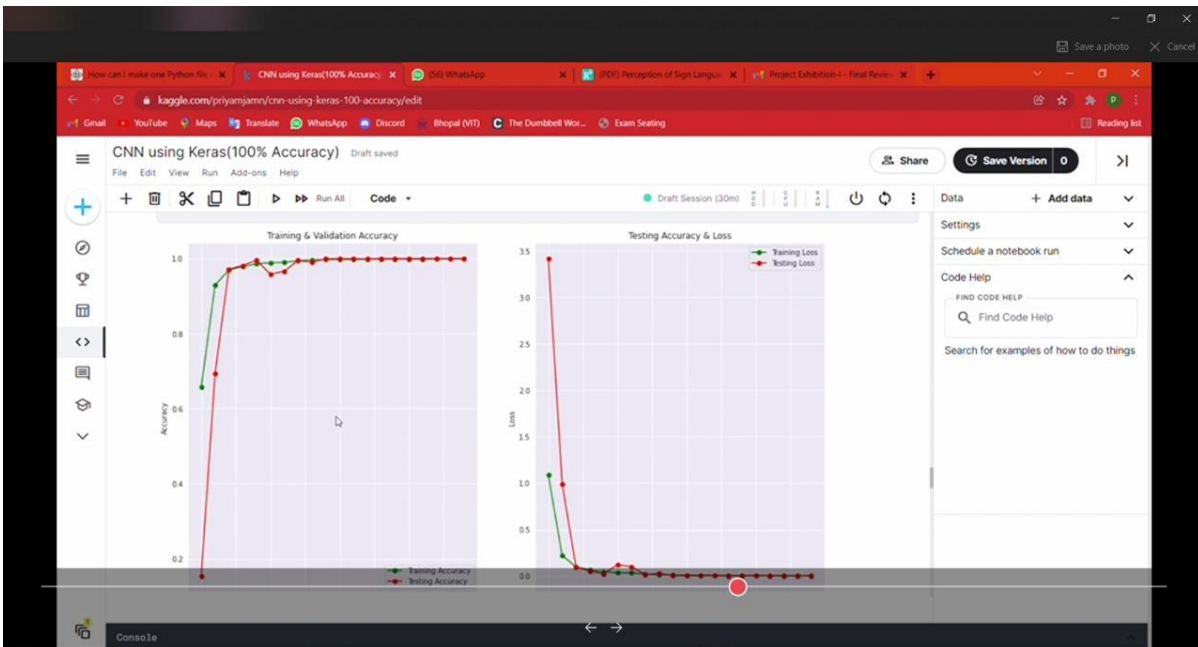 Save a photo
Cancel
How can I make one Python file
CNN using Keras(100% Accuracy
(56) WhatsApp
(PDF) Perception of Sign Langua
Project Exhibition-I - Final Review
kaggle.com/priyamjamn/cnn-using-keras-100-accuracy/edit
P
Gmail
YouTube
Maps
Translate
WhatsApp
Discord
Bhopal (VIT)
The Dumbbell Wor...
Exam Seating
Reading list
CNN using Keras(100% Accuracy)
Draft saved
File Edit View Run Add-ons Help
Share
Save Version 0
Run All
Code
Draft Session (30m)
Data
+ Add data
Settings
Schedule a notebook run
Code Help
FIND CODE HELP
Find Code Help
Search for examples of how to do things
Training & Validation Accuracy
1.0
0.8
0.6
0.4
0.2
Accuracy
Training Accuracy
Testing Accuracy
Testing Accuracy & Loss
Training Loss
Testing Loss
3.5
3.0
2.5
2.0
1.5
1.0
0.5
0.0
Loss
Console